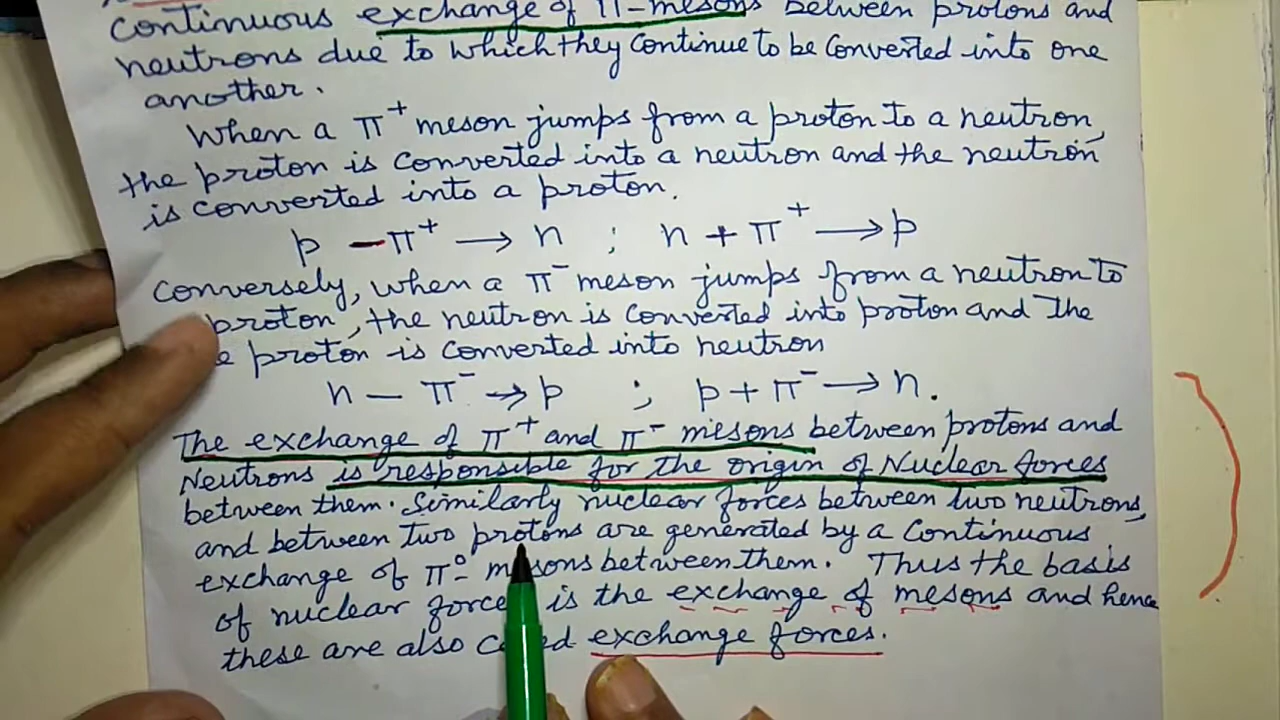 continuous exchange of π-mesons between protons and
neutrons due to which they continue to be converted into one
another.
When a π⁺ meson jumps from a proton to a neutron,
the proton is converted into a neutron and the neutron
is converted into a proton.
p − π⁺ → n ; n + π⁺ → p
Conversely, when a π⁻ meson jumps from a neutron to
proton, the neutron is converted into proton and the
proton is converted into neutron
n − π⁻ → p ; p + π⁻ → n.
The exchange of π⁺ and π⁻ mesons between protons and
Neutrons is responsible for the origin of Nuclear forces
between them. Similarly nuclear forces between two neutrons,
and between two protons are generated by a continuous
exchange of π⁰- mesons between them. Thus the basis
of nuclear forces is the exchange of mesons and hence
these are also called exchange forces.